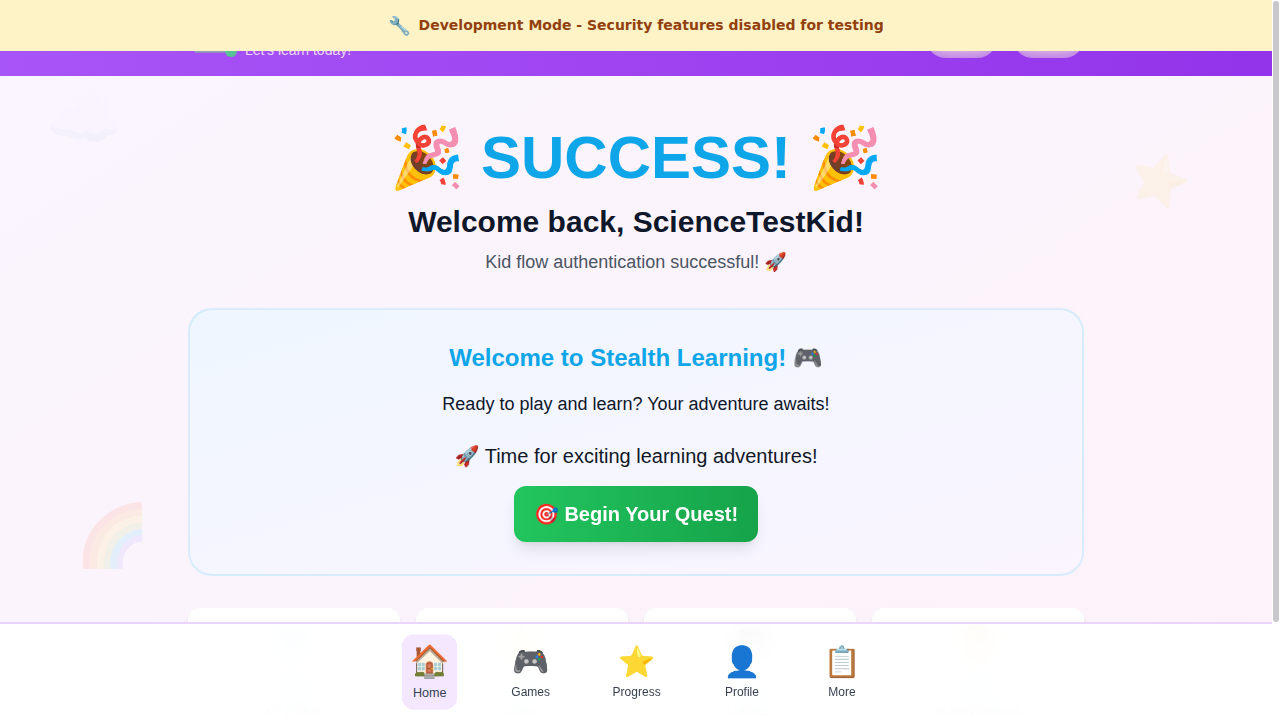 Development Mode - Security features disabled for testing
Let's learn today!
SUCCESS!
Welcome back, ScienceTestKid!
Kid flow authentication successful!
Welcome to Stealth Learning!
Ready to play and learn? Your adventure awaits!
Time for exciting learning adventures!
Begin Your Quest!
Home
Games
Progress
Profile
More